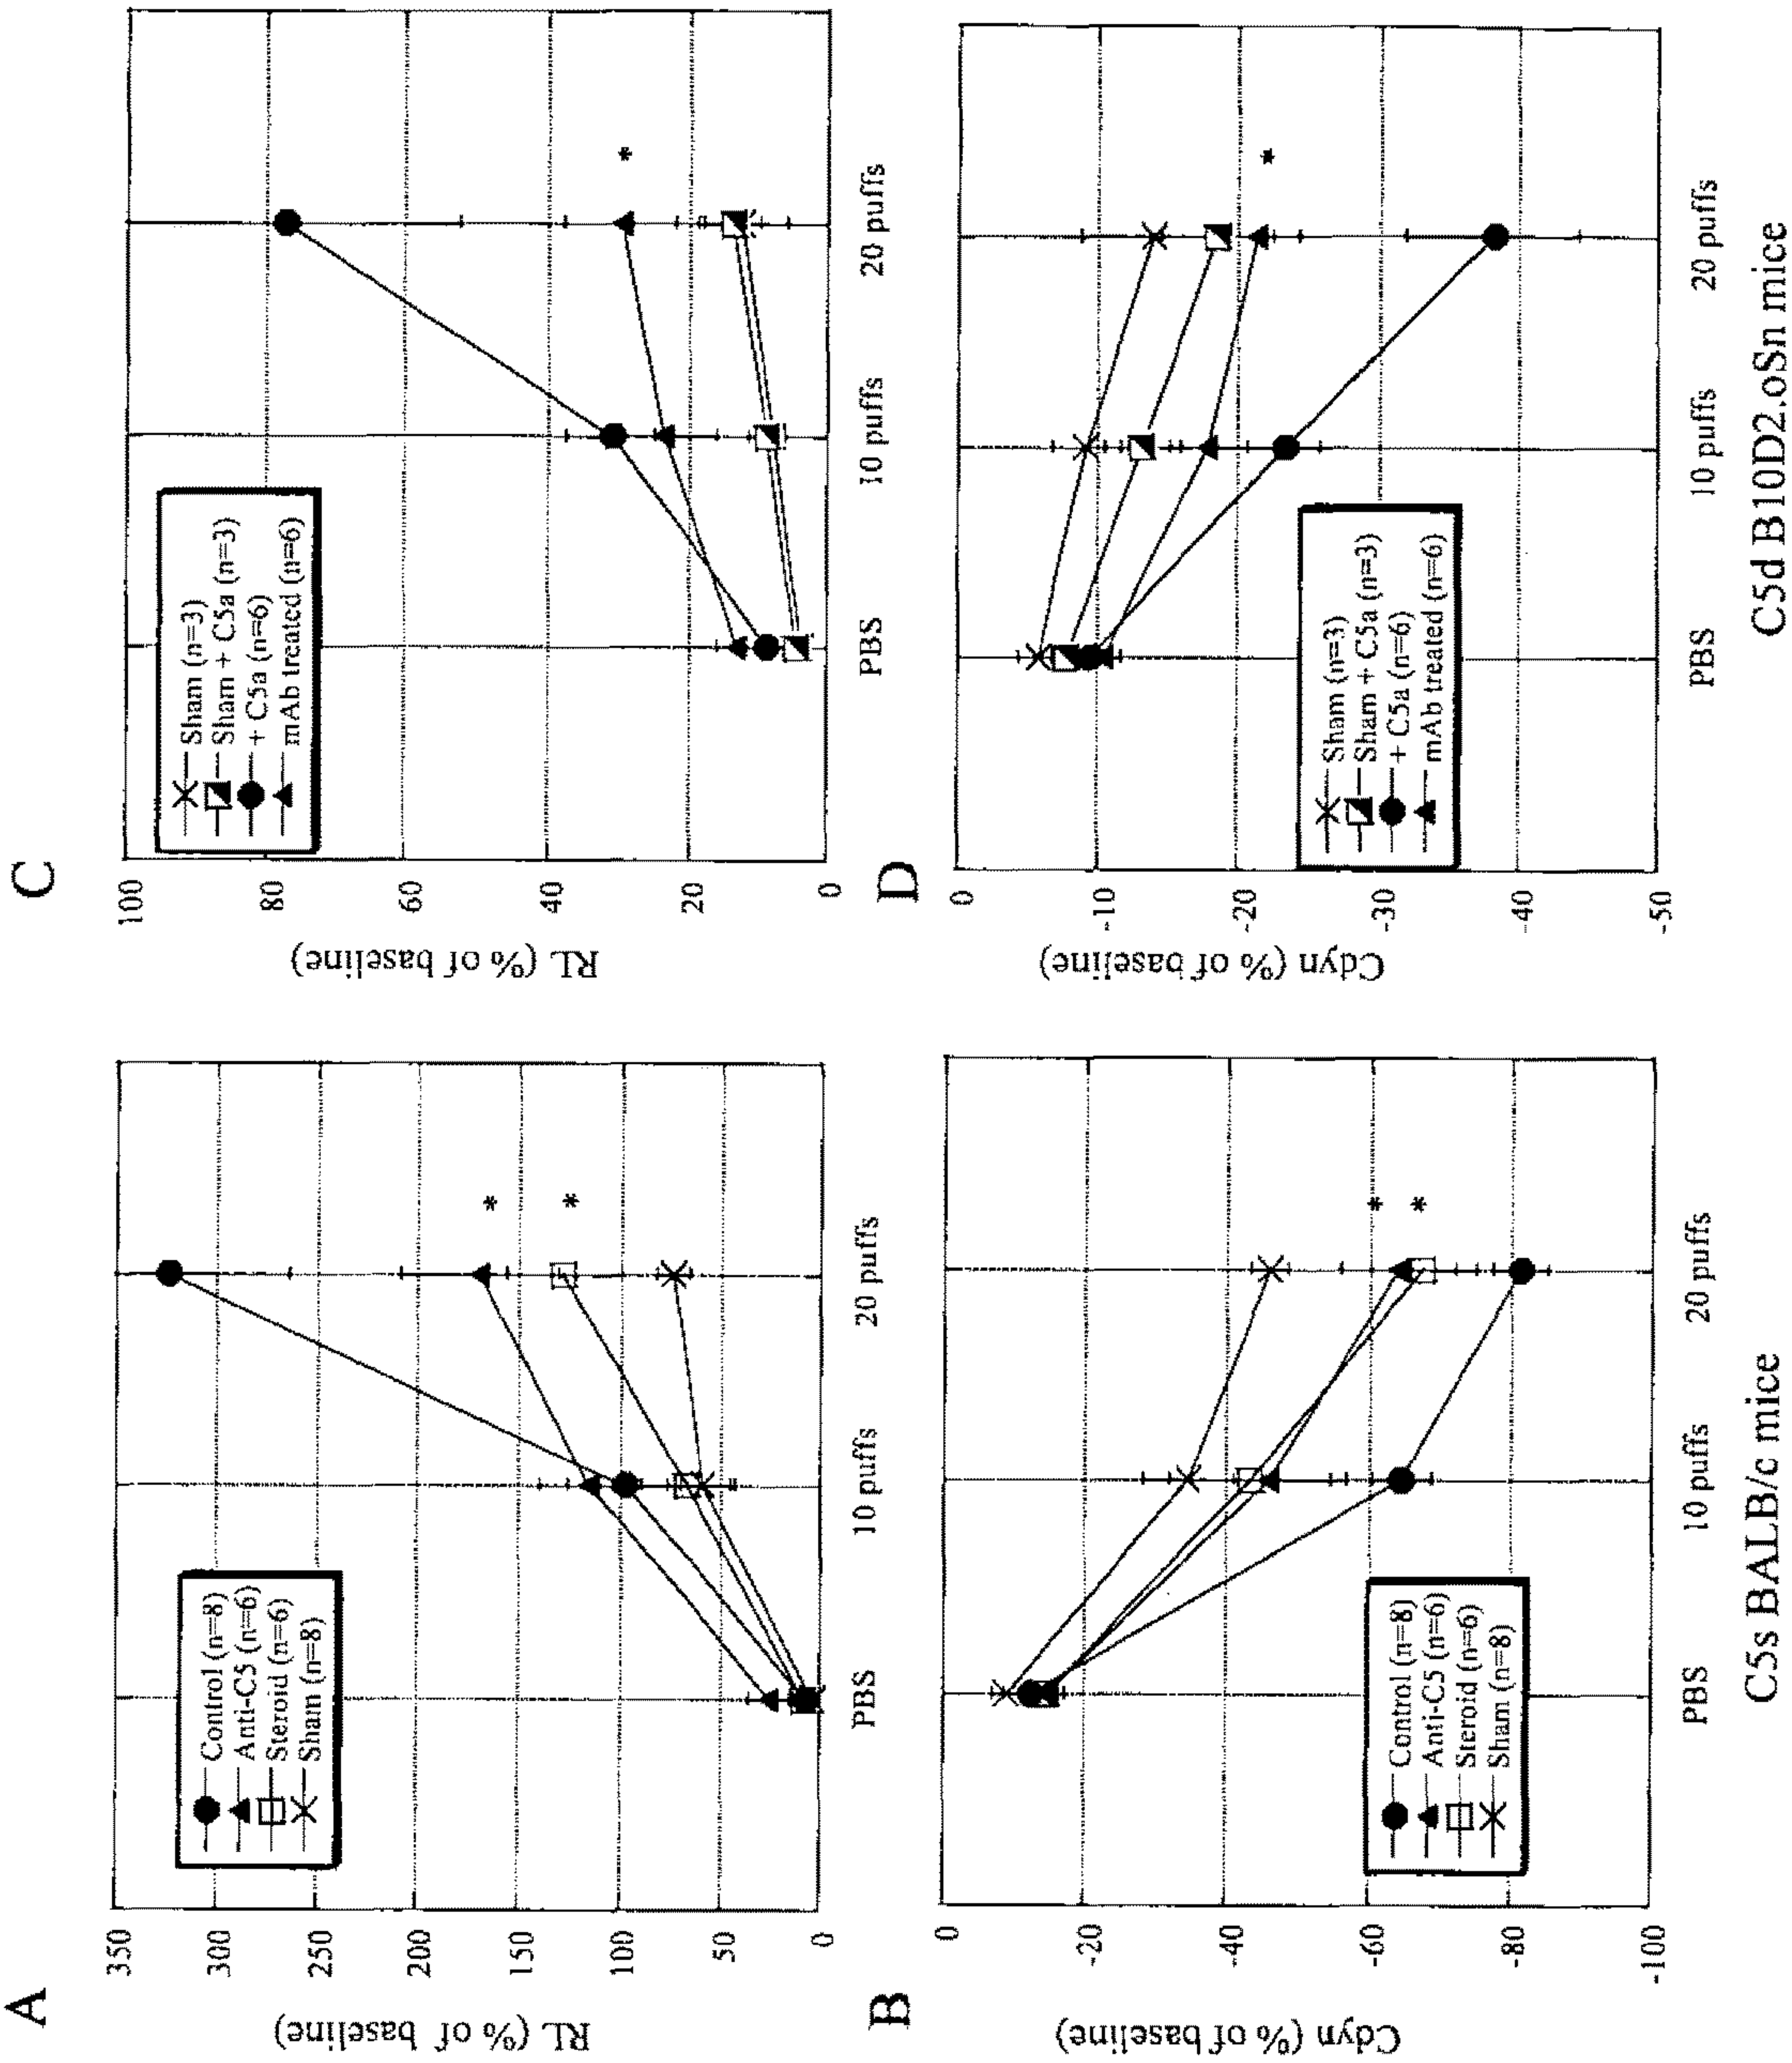 A
RL (% of baseline)
350
300
250
200
150
100
50
0
Control (n=8)
Anti-C5 (n=6)
Steroid (n=6)
Sham (n=8)
*
*
PBS
10 puffs
20 puffs
B
Cdyn (% of baseline)
0
-20
-40
-60
-80
-100
Control (n=8)
Anti-C5 (n=6)
Steroid (n=6)
Sham (n=8)
*
*
PBS
10 puffs
20 puffs
C5s BALB/c mice
C
RL (% of baseline)
100
80
60
40
20
0
Sham (n=3)
Sham + C5a (n=3)
+ C5a (n=6)
mAb treated (n=6)
*
PBS
10 puffs
20 puffs
D
Cdyn (% of baseline)
0
-10
-20
-30
-40
-50
Sham (n=3)
Sham + C5a (n=3)
+ C5a (n=6)
mAb treated (n=6)
*
PBS
10 puffs
20 puffs
C5d B10D2.oSn mice